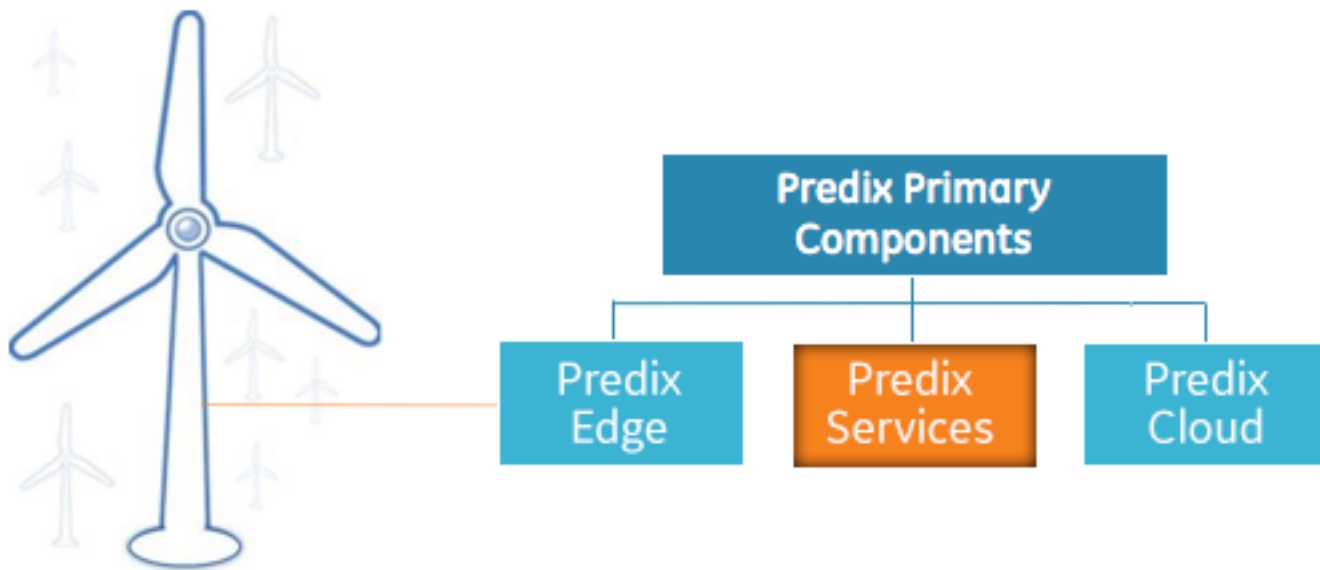 Predix Primary
Components
Predix
Edge
Predix
Services
Predix
Cloud